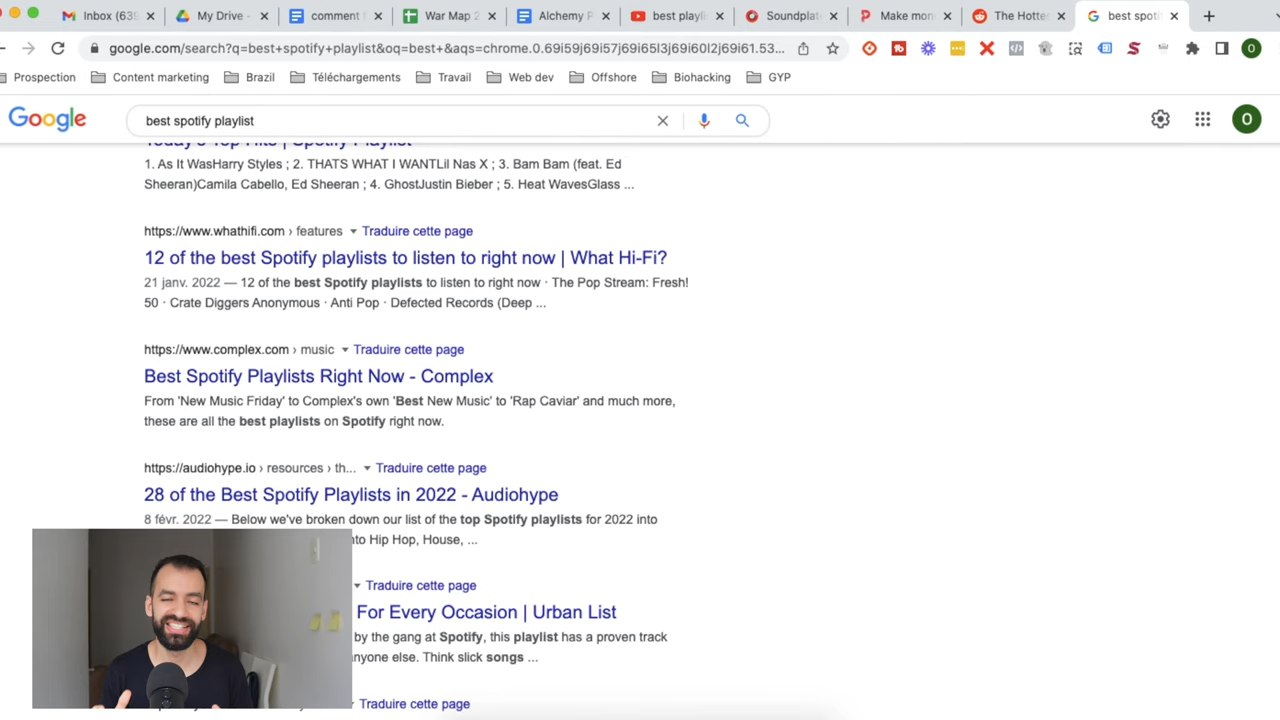 Inbox (639
My Drive -
comment f
War Map 2
Alchemy P
best playli
Soundplat
Make mon
The Hotte
best spoti
google.com/search?q=best+spotify+playlist&oq=best+&aqs=chrome.0.69i59j69i57j69i65l3j69i60l2j69i61.53...
O
Prospection
Content marketing
Brazil
Téléchargements
Travail
Web dev
Offshore
Biohacking
GYP
Google
best spotify playlist
O
Today's Top Hits | Spotify Playlist
1. As It WasHarry Styles ; 2. THATS WHAT I WANTLil Nas X ; 3. Bam Bam (feat. Ed
Sheeran)Camila Cabello, Ed Sheeran ; 4. GhostJustin Bieber ; 5. Heat WavesGlass ...
https://www.whathifi.com › features Traduire cette page
12 of the best Spotify playlists to listen to right now | What Hi-Fi?
21 janv. 2022 — 12 of the best Spotify playlists to listen to right now · The Pop Stream: Fresh!
50 · Crate Diggers Anonymous · Anti Pop · Defected Records (Deep ...
https://www.complex.com › music Traduire cette page
Best Spotify Playlists Right Now - Complex
From 'New Music Friday' to Complex's own 'Best New Music' to 'Rap Caviar' and much more,
these are all the best playlists on Spotify right now.
https://audiohype.io › resources › th... Traduire cette page
28 of the Best Spotify Playlists in 2022 - Audiohype
8 févr. 2022 — Below we've broken down our list of the top Spotify playlists for 2022 into
nto Hip Hop, House, ...
Traduire cette page
For Every Occasion | Urban List
by the gang at Spotify, this playlist has a proven track
nyone else. Think slick songs ...
Traduire cette page